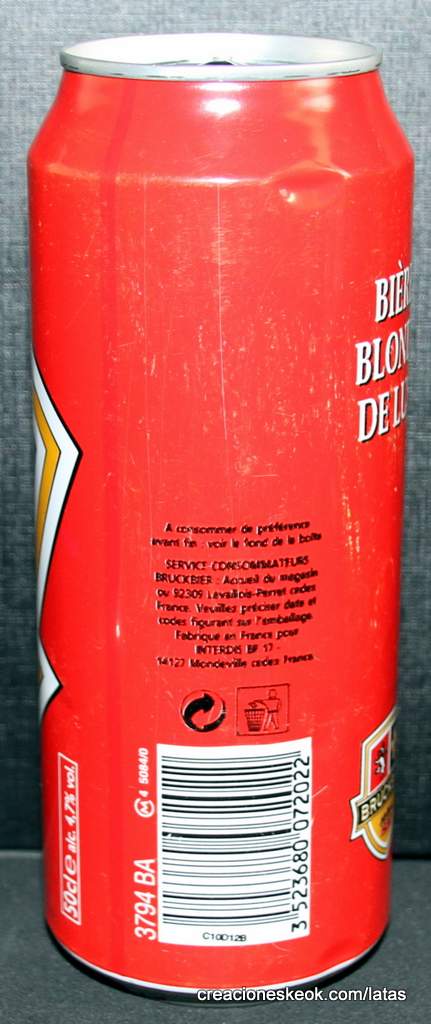 BIÈR
BLON
DE LU
A consommer de préférence
avant fin : voir le fond de la boîte
SERVICE CONSOMMATEURS
BRUCKBIER : Accueil du magasin
ou 92309 Levallois-Perret cedex
France. Veuillez préciser date et
codes figurant sur l'emballage.
Fabriqué en France pour
INTERDIS BP 17 -
14127 Mondeville cedex France
50cl e alc. 4,7% vol.
3794 BA
M 4 5084/0
3 523680 072022
C10D12B
BRUCK
creacioneskeok.com/latas